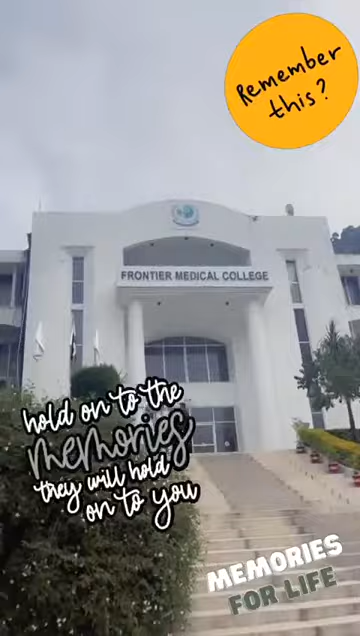 Remember
this?
FRONTIER MEDICAL COLLEGE
hold on to the
memories
they will hold
on to you
MEMORIES
FOR LIFE